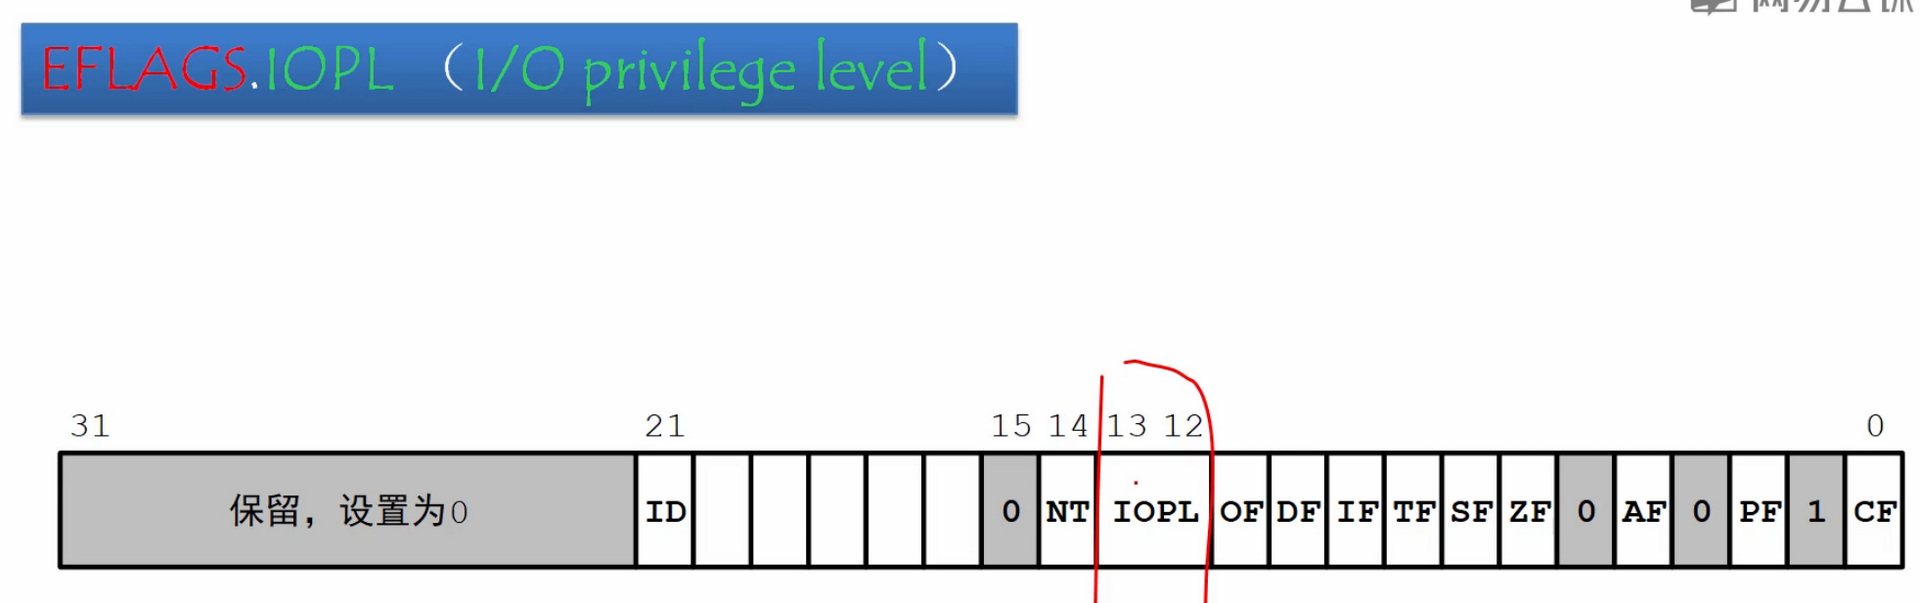 EFLAGS.IOPL （I/O privilege level）
31 21 15 14 13 12 0
保留，设置为0 ID 0 NT IOPL OF DF IF TF SF ZF 0 AF 0 PF 1 CF